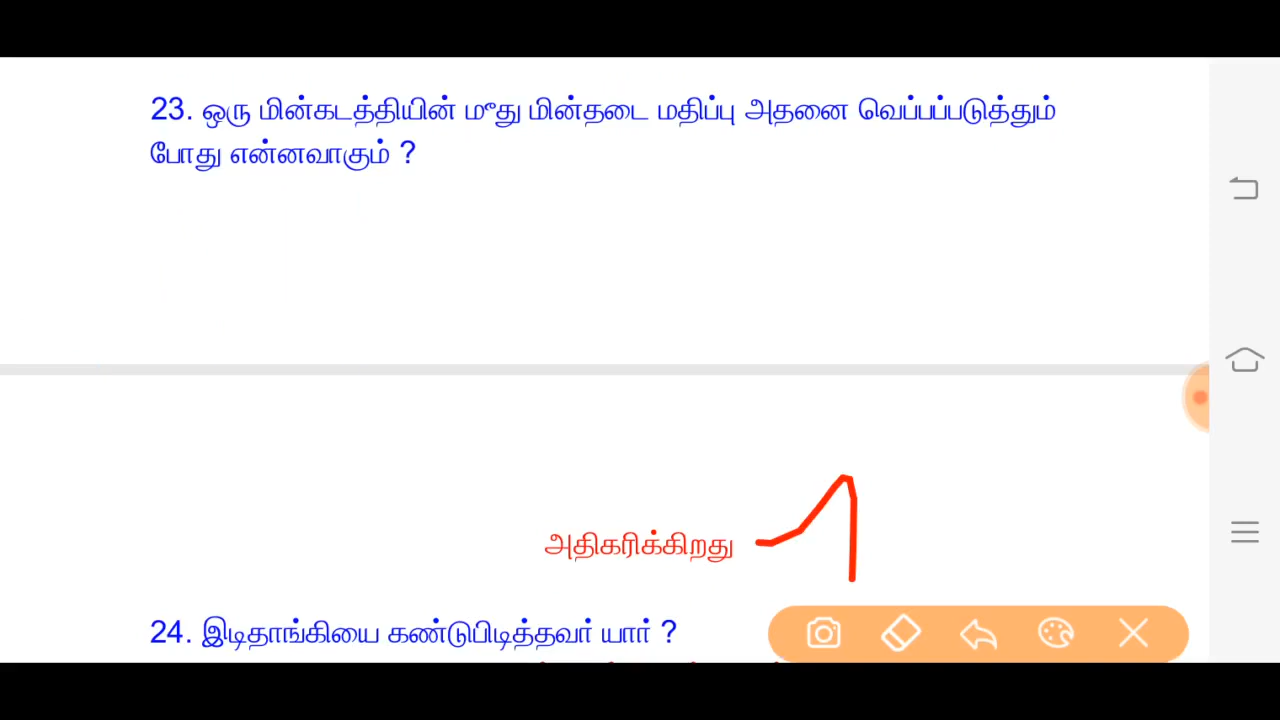 23. ஒரு மின்கடத்தியின் மூது மின்தடை மதிப்பு அதனை வெப்பப்படுத்தும்
போது என்னவாகும் ?
அதிகரிக்கிறது
24. இடிதாங்கியை கண்டுபிடித்தவர் யார் ?